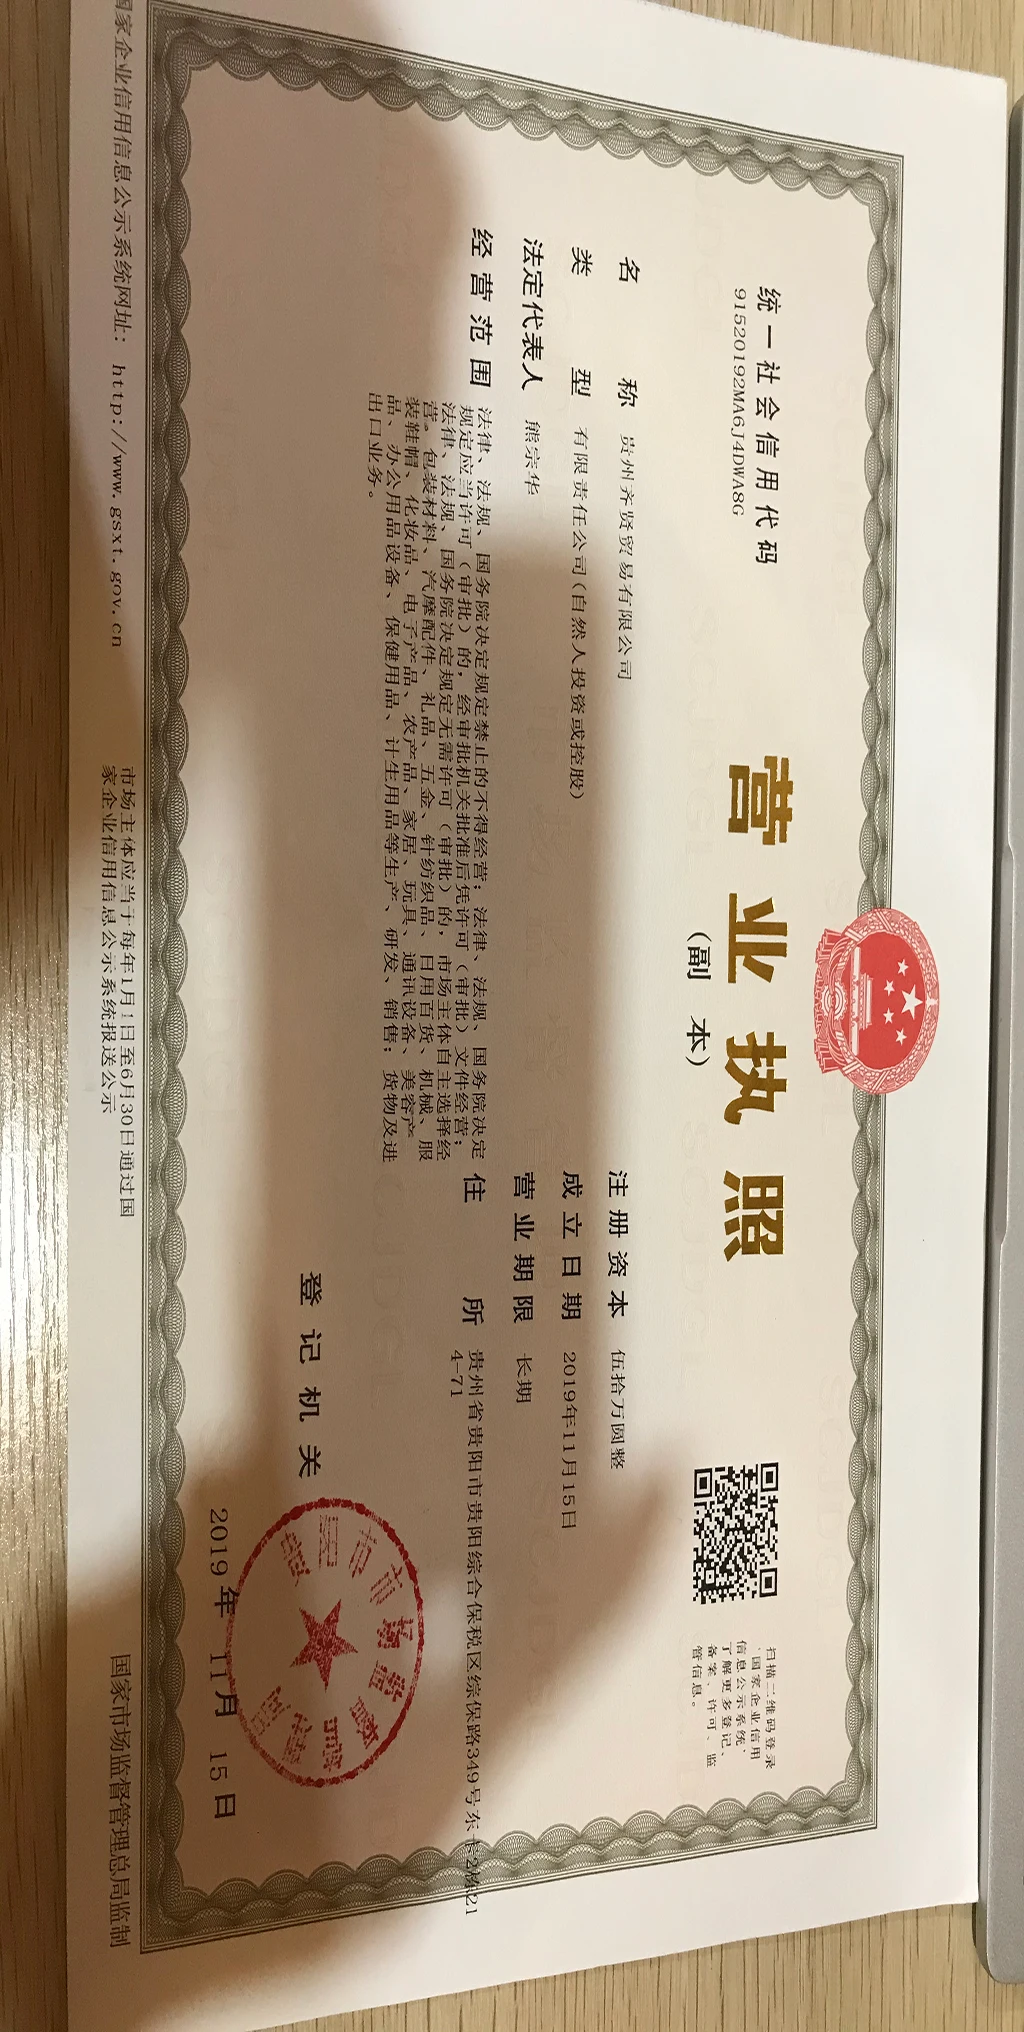 统一社会信用代码
91520192MA6J4DWA8G
营业执照
（副 本）
扫描二维码登录
‘国家企业信用
信息公示系统’
了解更多登记、
备案、许可、监
管信息。
名 称 贵州齐贤贸易有限公司
类 型 有限责任公司(自然人投资或控股)
法定代表人 熊宗华
经营范围 法律、法规、国务院决定规定禁止的不得经营；法律、法规、国务院决定
规定应当许可（审批）的，经审批机关批准后凭许可（审批）文件经营；
法律、法规、国务院决定规定无需许可（审批）的，市场主体自主选择经
营。包装材料、汽摩配件、礼品、五金、针纺织品、日用百货、机械、服
装鞋帽、化妆品、电子产品、农产品、家居、玩具、通讯设备、美容产
品、办公用品设备、保健用品、计生用品等生产、研发、销售；货物及进
出口业务。
注册资本 伍拾万圆整
成立日期 2019年11月15日
营业期限 长期
住 所 贵州省贵阳市贵阳综合保税区综保路349号东卡2栋21
4-71
登记机关
2019 年 11 月 15 日
国家企业信用信息公示系统网址： http://www.gsxt.gov.cn
市场主体应当于每年1月1日至6月30日通过国
家企业信用信息公示系统报送公示
国家市场监督管理总局监制